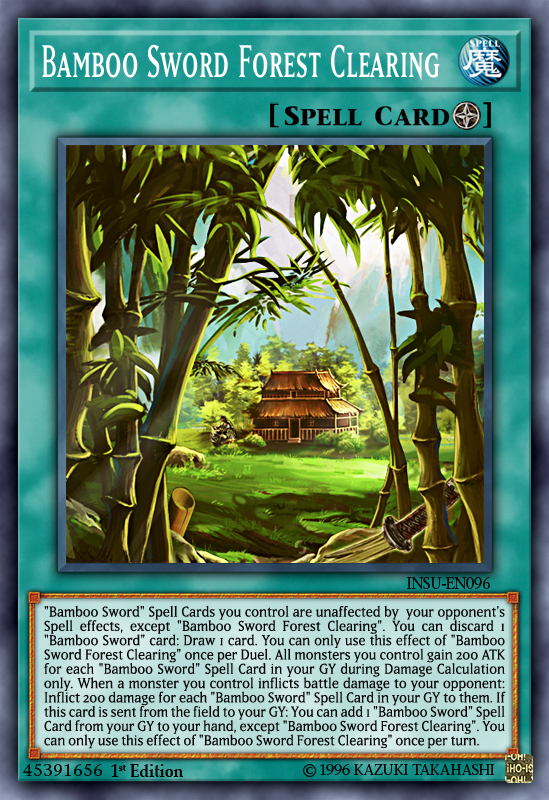 BAMBOO SWORD FOREST CLEARING
SPELL
魔
[SPELL CARD]
INSU-EN096
"Bamboo Sword" Spell Cards you control are unaffected by your opponent's
Spell effects, except "Bamboo Sword Forest Clearing". You can discard 1
"Bamboo Sword" card: Draw 1 card. You can only use this effect of "Bamboo
Sword Forest Clearing" once per Duel. All monsters you control gain 200 ATK
for each "Bamboo Sword" Spell Card in your GY during Damage Calculation
only. When a monster you control inflicts battle damage to your opponent:
Inflict 200 damage for each "Bamboo Sword" Spell Card in your GY to them. If
this card is sent from the field to your GY: You can add 1 "Bamboo Sword" Spell
Card from your GY to your hand, except "Bamboo Sword Forest Clearing". You
can only use this effect of "Bamboo Sword Forest Clearing" once per turn.
45391656 1st Edition
© 1996 KAZUKI TAKAHASHI